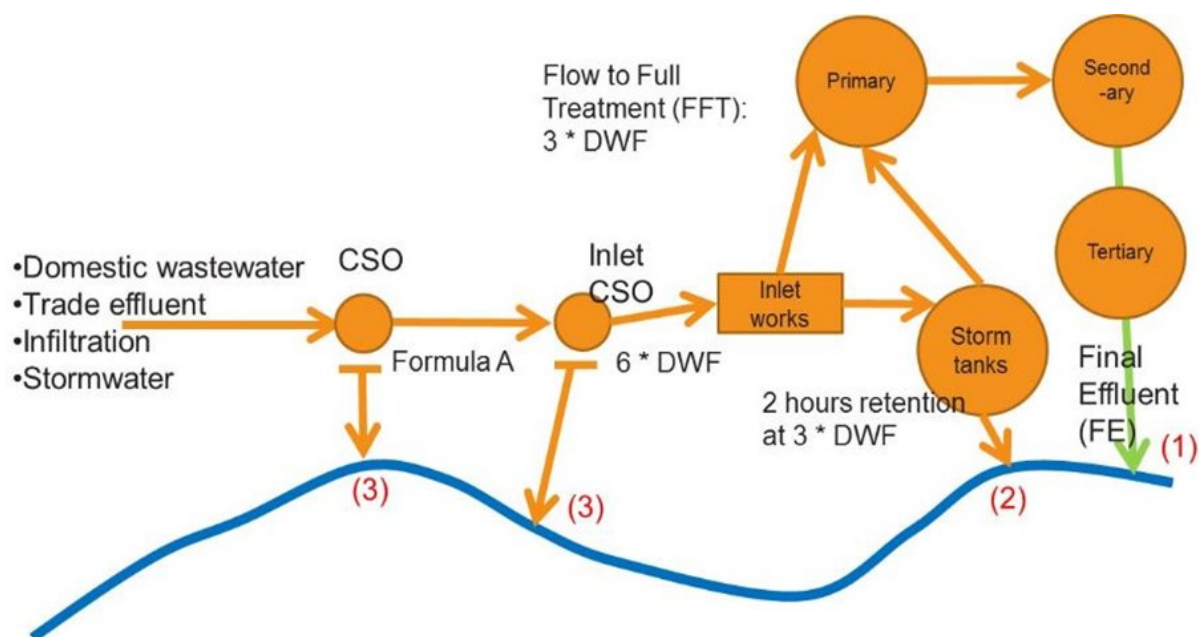 Flow to Full
Treatment (FFT):
3 * DWF
Primary
Second
-ary
Tertiary
•Domestic wastewater
•Trade effluent
•Infiltration
•Stormwater
CSO
Formula A
Inlet
CSO
6 * DWF
Inlet
works
Storm
tanks
2 hours retention
at 3 * DWF
Final
Effluent
(FE)
(1)
(2)
(3)
(3)